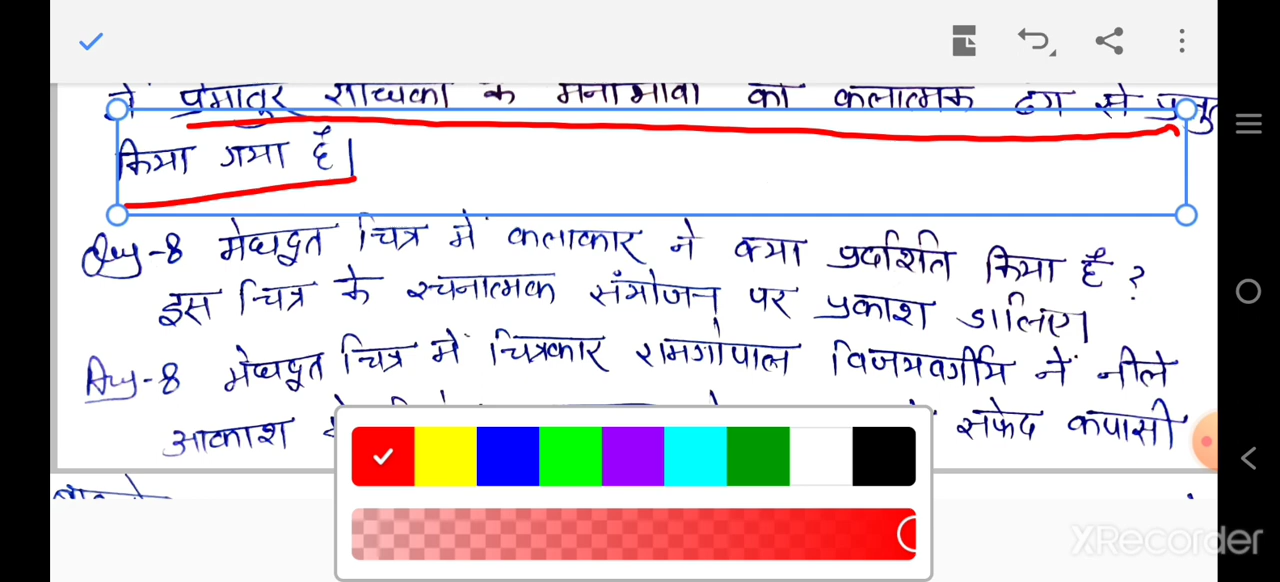 में प्रेमातुर साधिका के मनोभावों को कलात्मक ढंग से प्रस्तुत
किया गया है।
Que-8 मेघदूत चित्र में कलाकार ने क्या प्रदर्शित किया है ?
इस चित्र के रचनात्मक संयोजन पर प्रकाश डालिए।
Ans-8 मेघदूत चित्र में चित्रकार रामगोपाल विजयवर्गीय ने नीले
आकाश सफेद कपासी
XRecorder